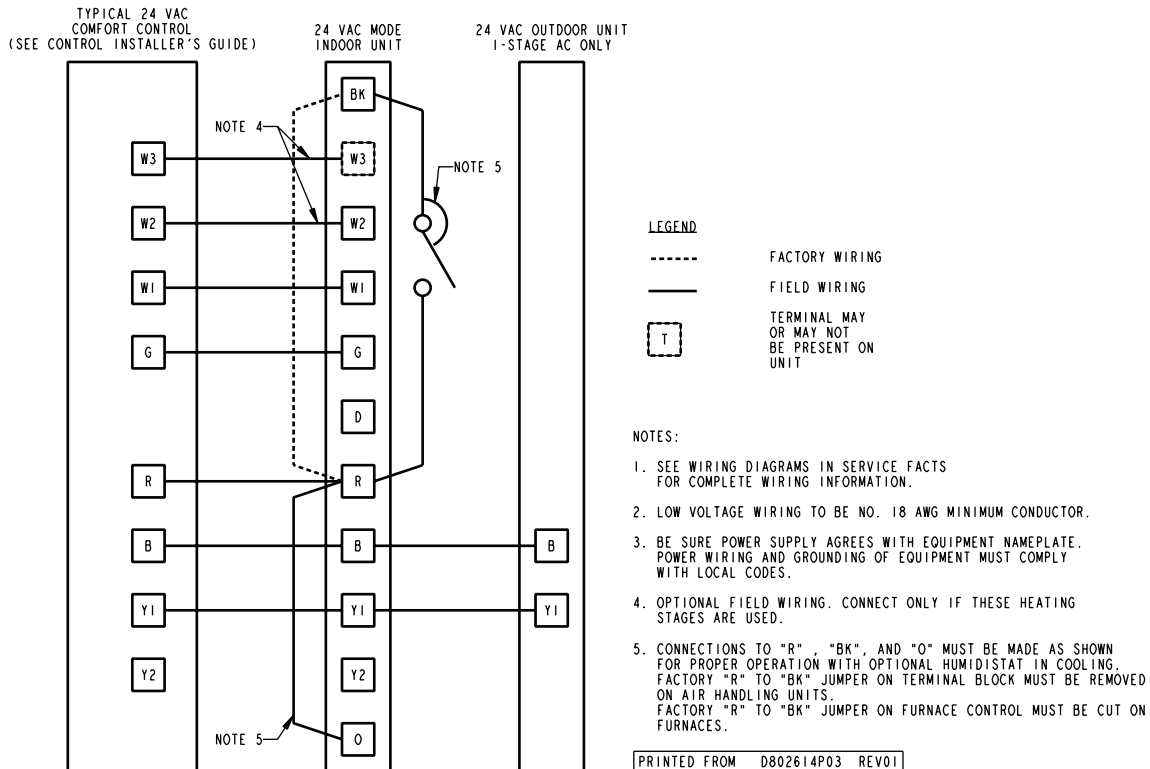 TYPICAL 24 VAC
COMFORT CONTROL
(SEE CONTROL INSTALLER'S GUIDE)
24 VAC MODE
INDOOR UNIT
24 VAC OUTDOOR UNIT
1-STAGE AC ONLY
BK
NOTE 4
W3
W3
NOTE 5
W2
W2
W1
W1
G
G
D
R
R
B
B
B
Y1
Y1
Y1
Y2
Y2
NOTE 5
O
LEGEND
FACTORY WIRING
FIELD WIRING
T
TERMINAL MAY
OR MAY NOT
BE PRESENT ON
UNIT
NOTES:
1. SEE WIRING DIAGRAMS IN SERVICE FACTS
FOR COMPLETE WIRING INFORMATION.
2. LOW VOLTAGE WIRING TO BE NO. 18 AWG MINIMUM CONDUCTOR.
3. BE SURE POWER SUPPLY AGREES WITH EQUIPMENT NAMEPLATE.
POWER WIRING AND GROUNDING OF EQUIPMENT MUST COMPLY
WITH LOCAL CODES.
4. OPTIONAL FIELD WIRING. CONNECT ONLY IF THESE HEATING
STAGES ARE USED.
5. CONNECTIONS TO "R" , "BK", AND "O" MUST BE MADE AS SHOWN
FOR PROPER OPERATION WITH OPTIONAL HUMIDISTAT IN COOLING.
FACTORY "R" TO "BK" JUMPER ON TERMINAL BLOCK MUST BE REMOVED
ON AIR HANDLING UNITS.
FACTORY "R" TO "BK" JUMPER ON FURNACE CONTROL MUST BE CUT ON
FURNACES.
PRINTED FROM D802614P03 REV01